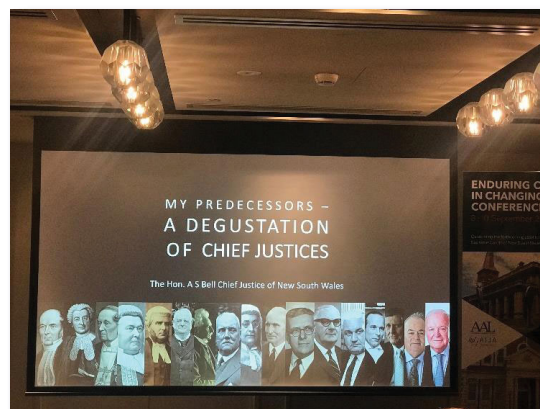 MY PREDECESSORS –
A DEGUSTATION
OF CHIEF JUSTICES
The Hon. A S Bell Chief Justice of New South Wales
ENDURING C
IN CHANGING
CONFERENC
AAL